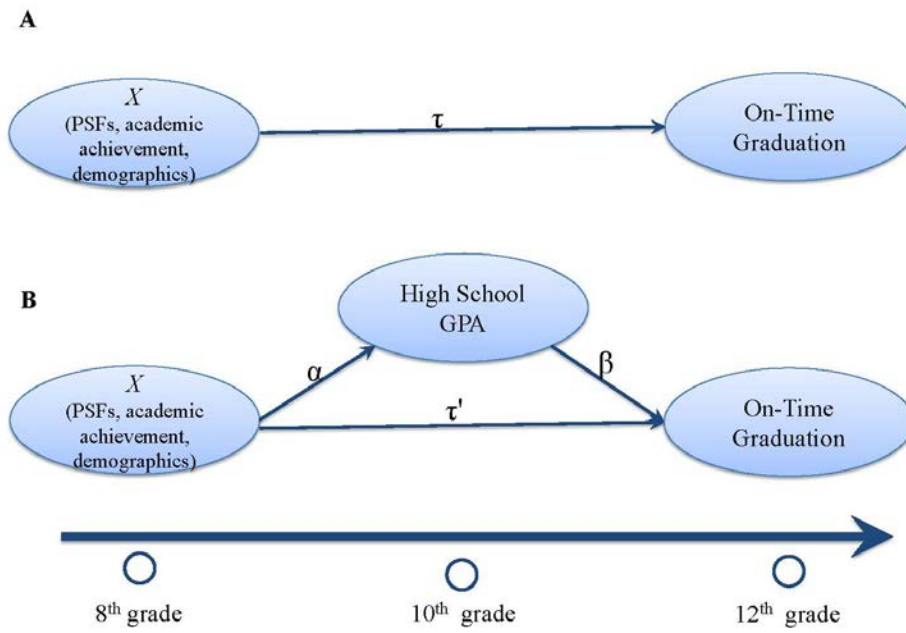 A
X
(PSFs, academic
achievement,
demographics)
τ
On-Time
Graduation
B
High School
GPA
α
β
X
(PSFs, academic
achievement,
demographics)
τ'
On-Time
Graduation
8th grade
10th grade
12th grade